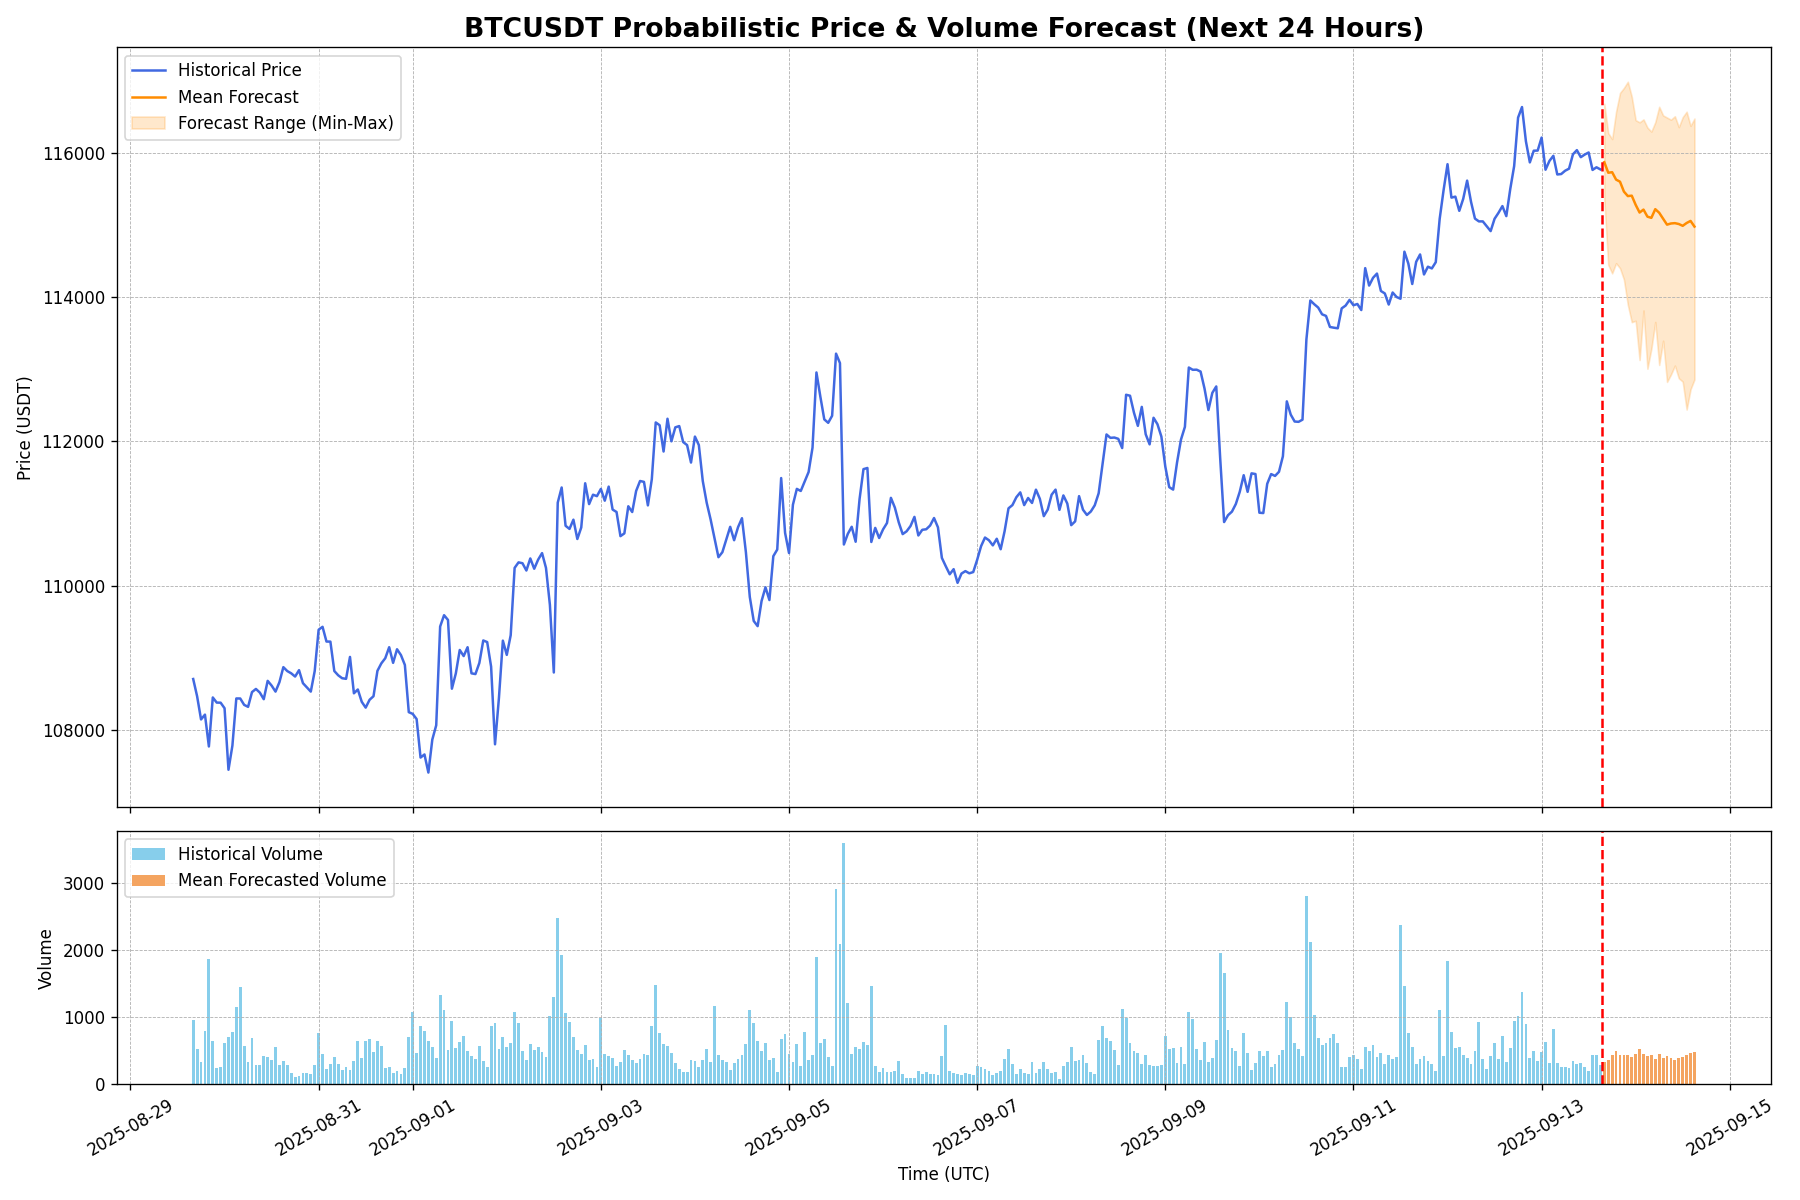 BTCUSDT Probabilistic Price & Volume Forecast (Next 24 Hours)
Historical Price
Mean Forecast
Forecast Range (Min-Max)
116000
114000
112000
110000
108000
Price (USDT)
Historical Volume
Mean Forecasted Volume
3000
2000
1000
0
Volume
2025-08-29
2025-08-31
2025-09-01
2025-09-03
2025-09-05
2025-09-07
2025-09-09
2025-09-11
2025-09-13
2025-09-15
Time (UTC)